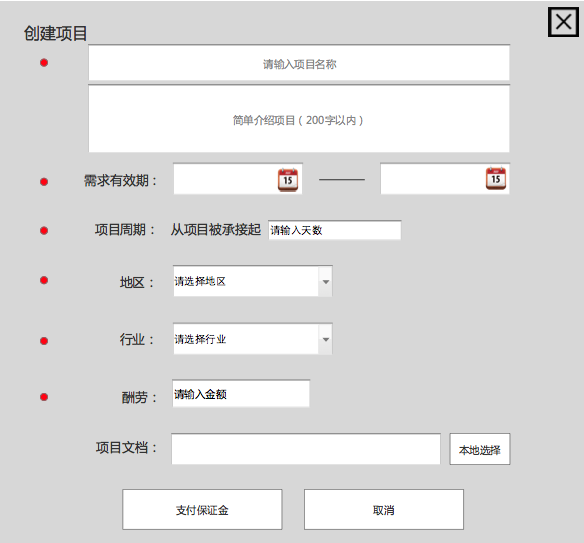 创建项目
请输入项目名称
简单介绍项目（200字以内）
需求有效期： 15 —— 15
项目周期： 从项目被承接起 请输入天数
地区： 请选择地区
行业： 请选择行业
酬劳： 请输入金额
项目文档： 本地选择
支付保证金 取消